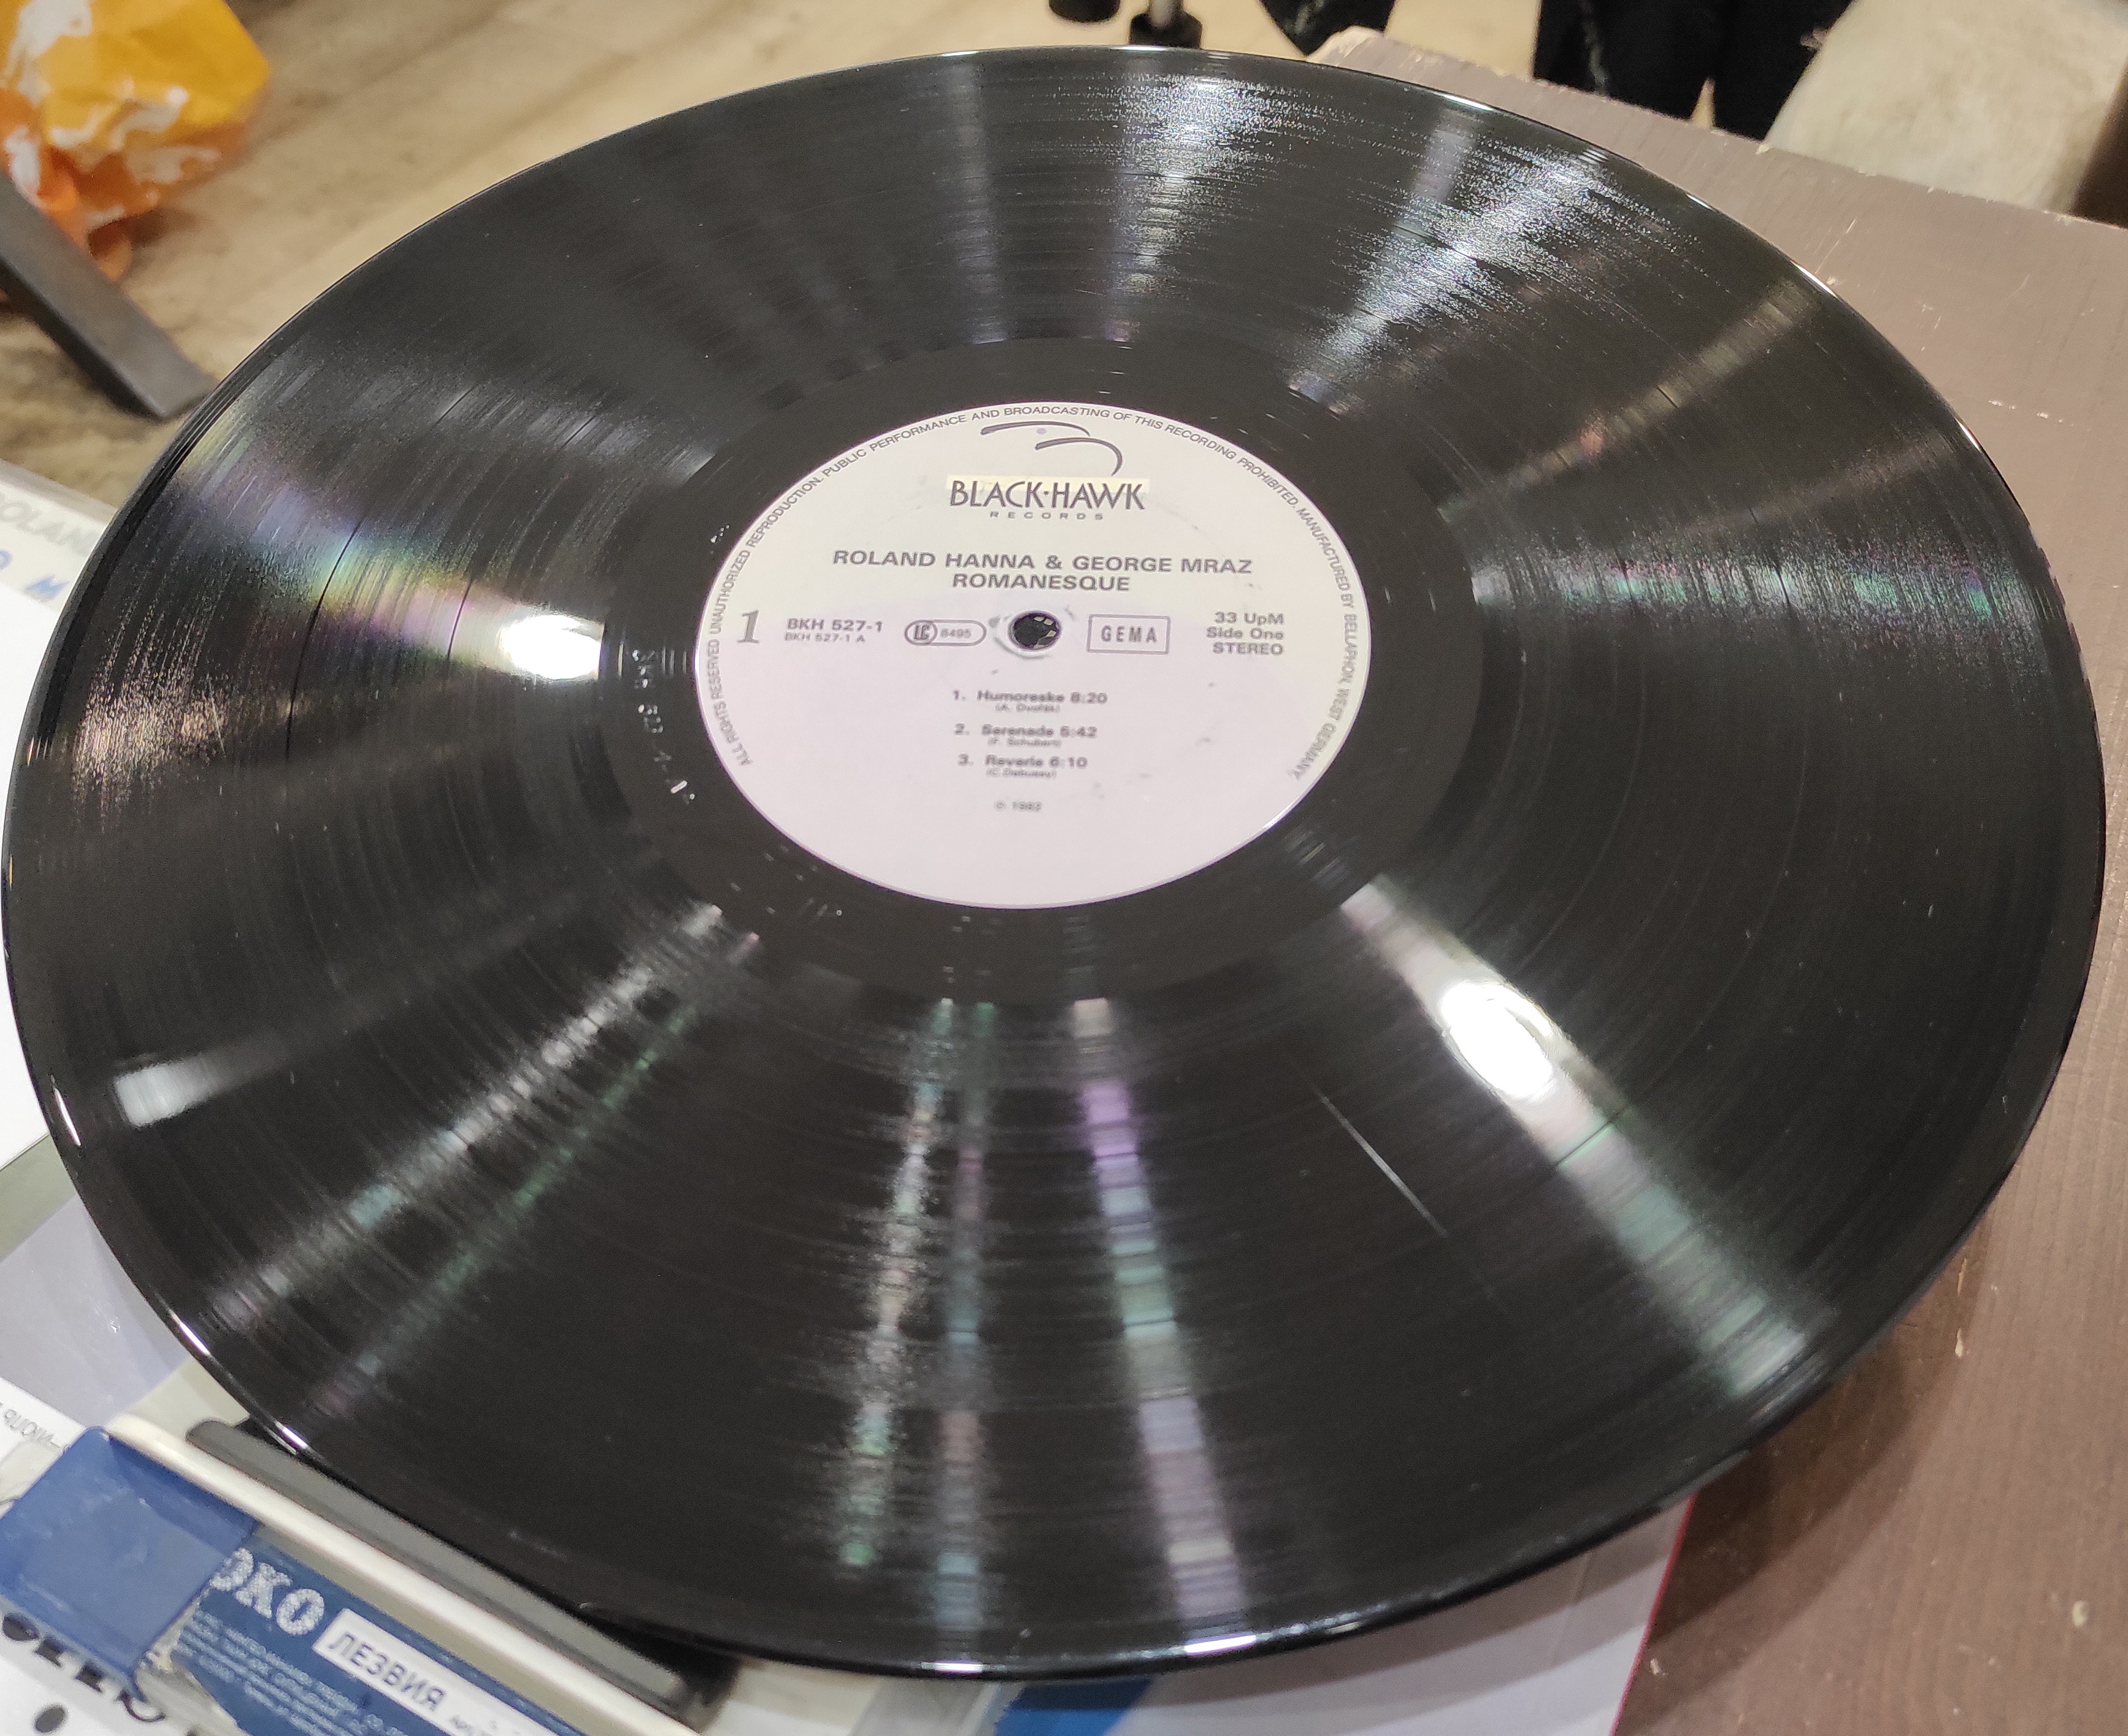 ALL RIGHTS RESERVED UNAUTHORIZED REPRODUCTION. PUBLIC PERFORMANCE AND BROADCASTING OF THIS RECORDING PROHIBITED. MANUFACTURED BY BELLAPHON, WEST GERMANY.
BLACK·HAWK
RECORDS
ROLAND HANNA & GEORGE MRAZ
ROMANESQUE
1
BKH 527-1
BKH 527-1 A
LC 8495
GEMA
33 UpM
Side One
STEREO
1. Humoreske 8:20
(A. Dvořák)
2. Serenade 5:42
(F. Schubert)
3. Reverie 6:10
(C. Debussy)
ОКО
ЛЕЗВИЯ